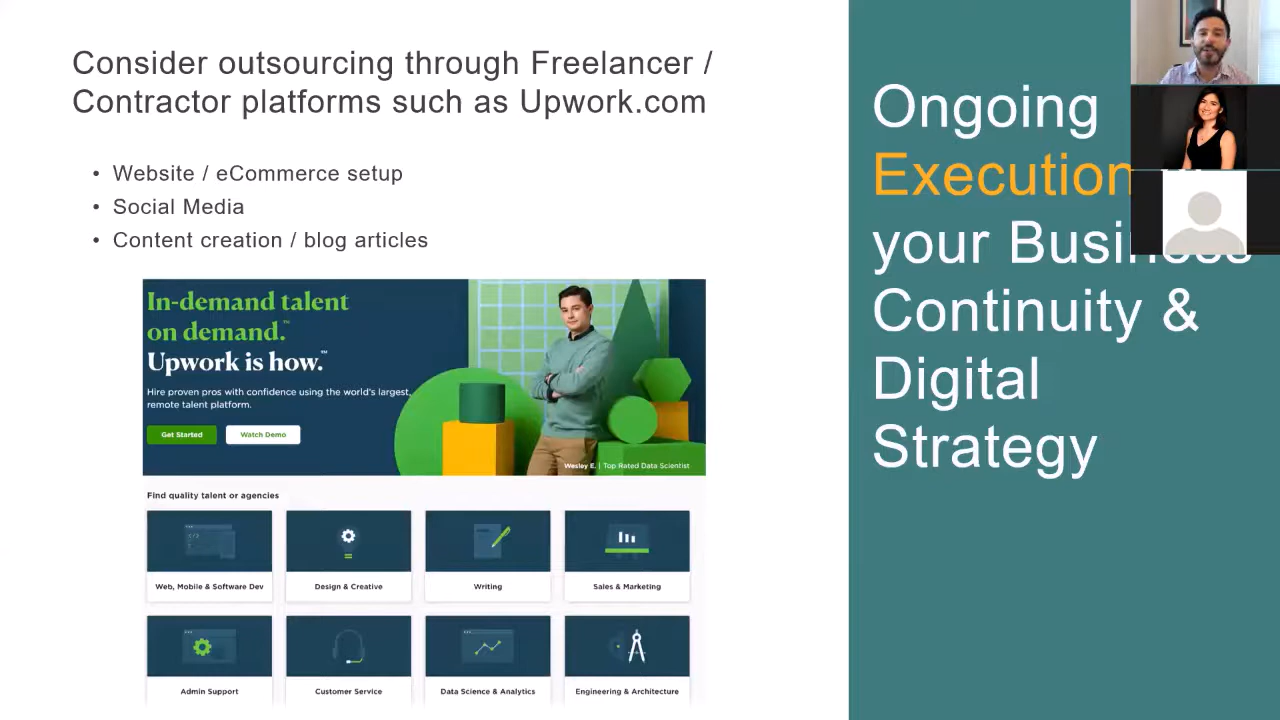 Consider outsourcing through Freelancer /
Contractor platforms such as Upwork.com
• Website / eCommerce setup
• Social Media
• Content creation / blog articles
In-demand talent
on demand.™
Upwork is how.™
Hire proven pros with confidence using the world's largest,
remote talent platform.
Get Started
Watch Demo
Wesley E. | Top Rated Data Scientist
Find quality talent or agencies
Web, Mobile & Software Dev
Design & Creative
Writing
Sales & Marketing
Admin Support
Customer Service
Data Science & Analytics
Engineering & Architecture
Ongoing
Execution
your Business
Continuity &
Digital
Strategy